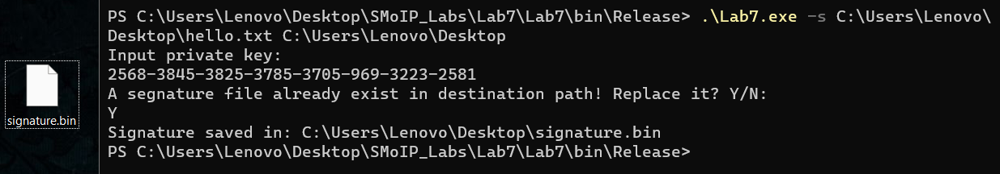 PS C:\Users\Lenovo\Desktop\SMoIP_Labs\Lab7\Lab7\bin\Release> .\Lab7.exe -s C:\Users\Lenovo\
Desktop\hello.txt C:\Users\Lenovo\Desktop
Input private key:
2568-3845-3825-3785-3705-969-3223-2581
A segnature file already exist in destination path! Replace it? Y/N:
Y
Signature saved in: C:\Users\Lenovo\Desktop\signature.bin
PS C:\Users\Lenovo\Desktop\SMoIP_Labs\Lab7\Lab7\bin\Release>
signature.bin